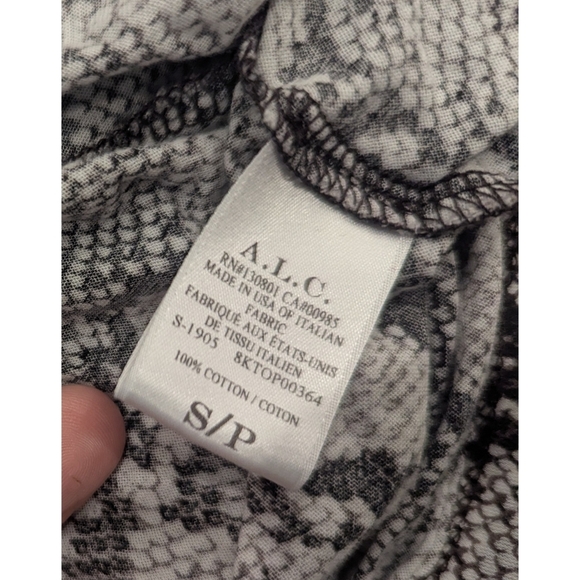 A.L.C.
RN#130801 CA#00985
MADE IN USA OF ITALIAN
FABRIC
FABRIQUE AUX ÉTATS-UNIS
DE TISSU ITALIEN
S-1905 8KTOP00364
100% COTTON / COTON
S/P